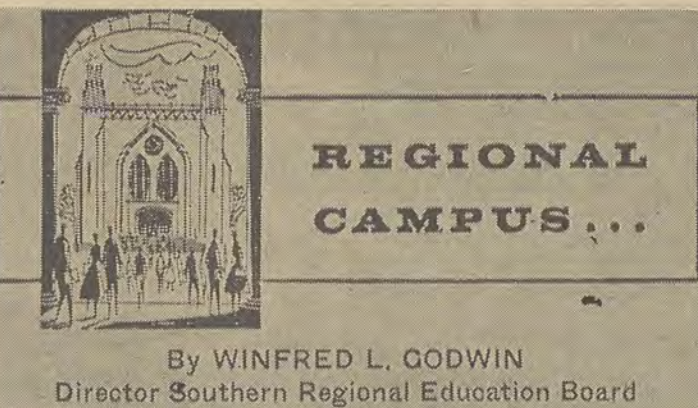 REGIONAL
CAMPUS...
By WINFRED L. GODWIN
Director Southern Regional Education Board